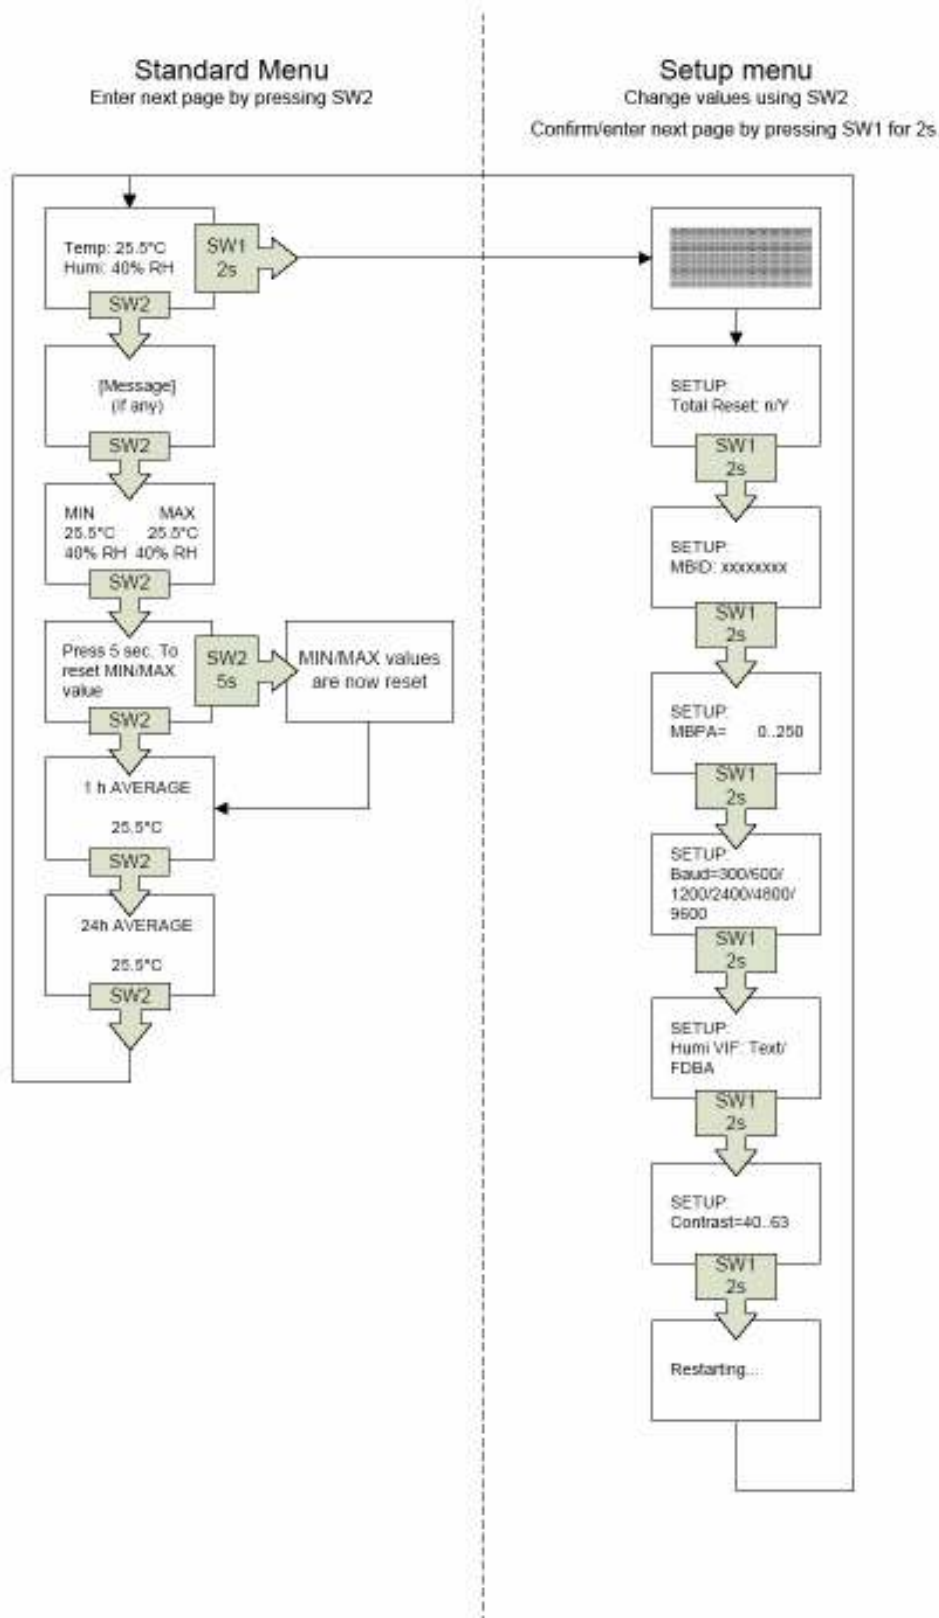 Standard Menu
Enter next page by pressing SW2
Temp: 25.5°C
Humi: 40% RH
SW1
2s
SW2
[Message]
(If any)
SW2
MIN MAX
25.5°C 25.5°C
40% RH 40% RH
SW2
Press 5 sec. To
reset MIN/MAX
value
SW2
5s
MIN/MAX values
are now reset
SW2
1 h AVERAGE
25.5°C
SW2
24h AVERAGE
25.5°C
SW2
Setup menu
Change values using SW2
Confirm/enter next page by pressing SW1 for 2s
SETUP:
Total Reset: n/Y
SW1
2s
SETUP:
MBID: xxxxxxxx
SW1
2s
SETUP:
MBPA= 0..250
SW1
2s
SETUP:
Baud=300/600/
1200/2400/4800/
9600
SW1
2s
SETUP:
Humi VIF: Text/
FDBA
SW1
2s
SETUP:
Contrast=40..63
SW1
2s
Restarting...